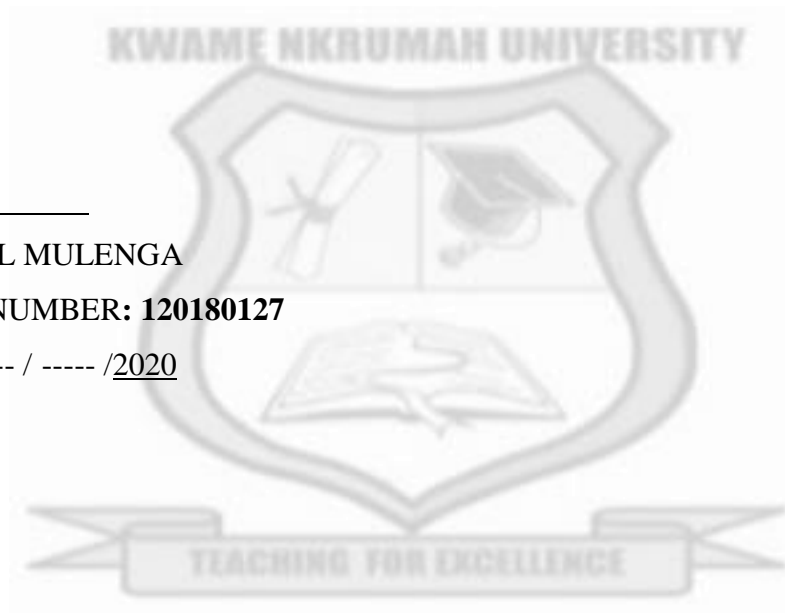 KWAME NKRUMAH UNIVERSITY
L MULENGA
NUMBER: 120180127
-- / ----- /2020
TEACHING FOR EXCELLENCE